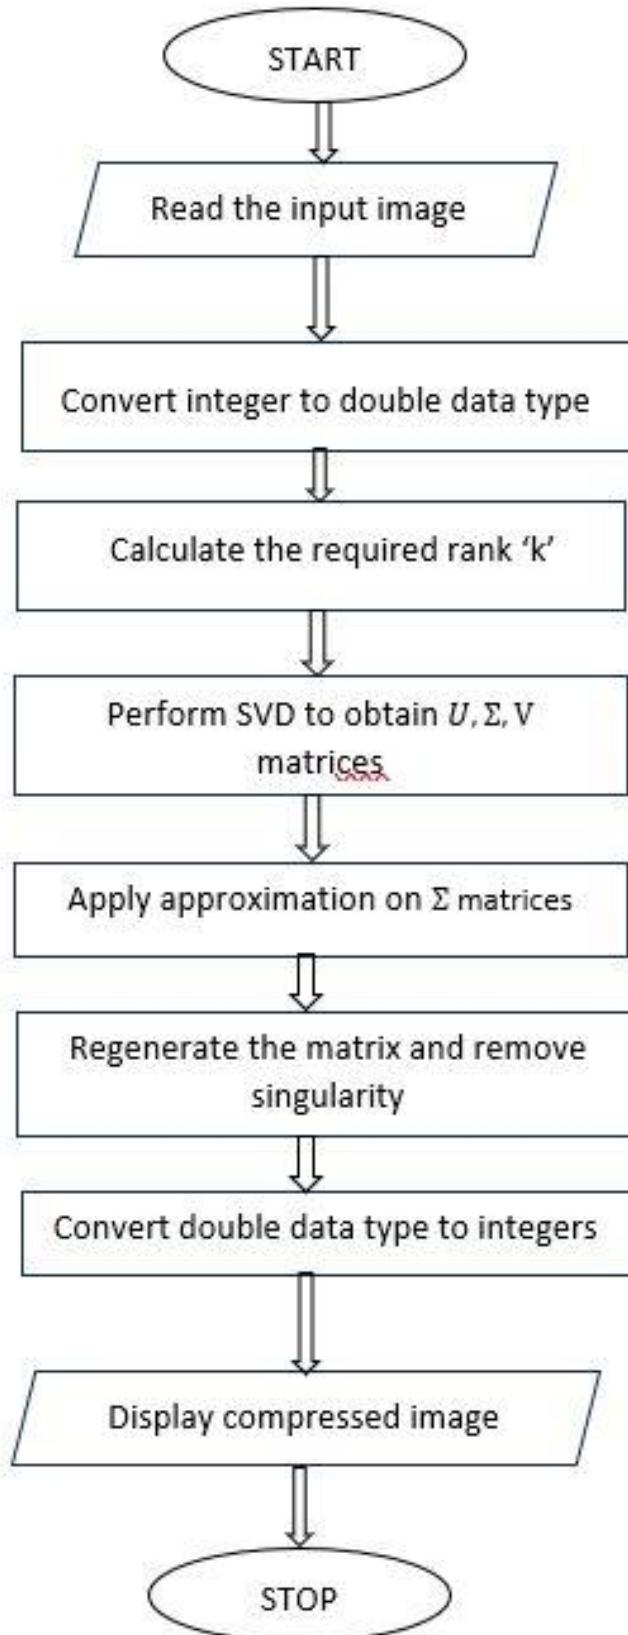 START
Read the input image
Convert integer to double data type
Calculate the required rank ‘k’
Perform SVD to obtain U, Σ, V
matrices
Apply approximation on Σ matrices
Regenerate the matrix and remove
singularity
Convert double data type to integers
Display compressed image
STOP